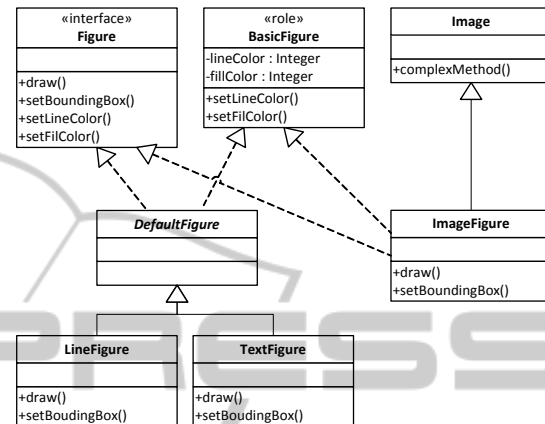 «interface»
Figure
+draw()
+setBoundingBox()
+setLineColor()
+setFilColor()
«role»
BasicFigure
-lineColor : Integer
-fillColor : Integer
+setLineColor()
+setFilColor()
Image
+complexMethod()
DefaultFigure
ImageFigure
+draw()
+setBoundingBox()
LineFigure
+draw()
+setBoudingBox()
TextFigure
+draw()
+setBoudingBox()
PRESS